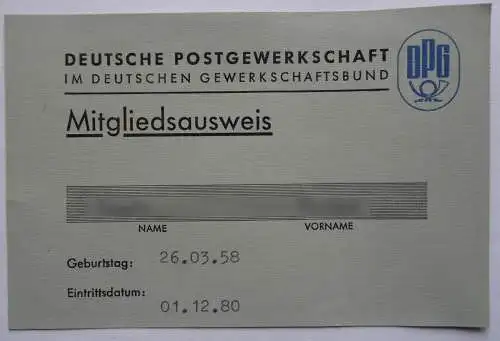 DEUTSCHE POSTGEWERKSCHAFT
IM DEUTSCHEN GEWERKSCHAFTSBUND
DPG
Mitgliedsausweis
NAME VORNAME
Geburtstag: 26.03.58
Eintrittsdatum: 01.12.80